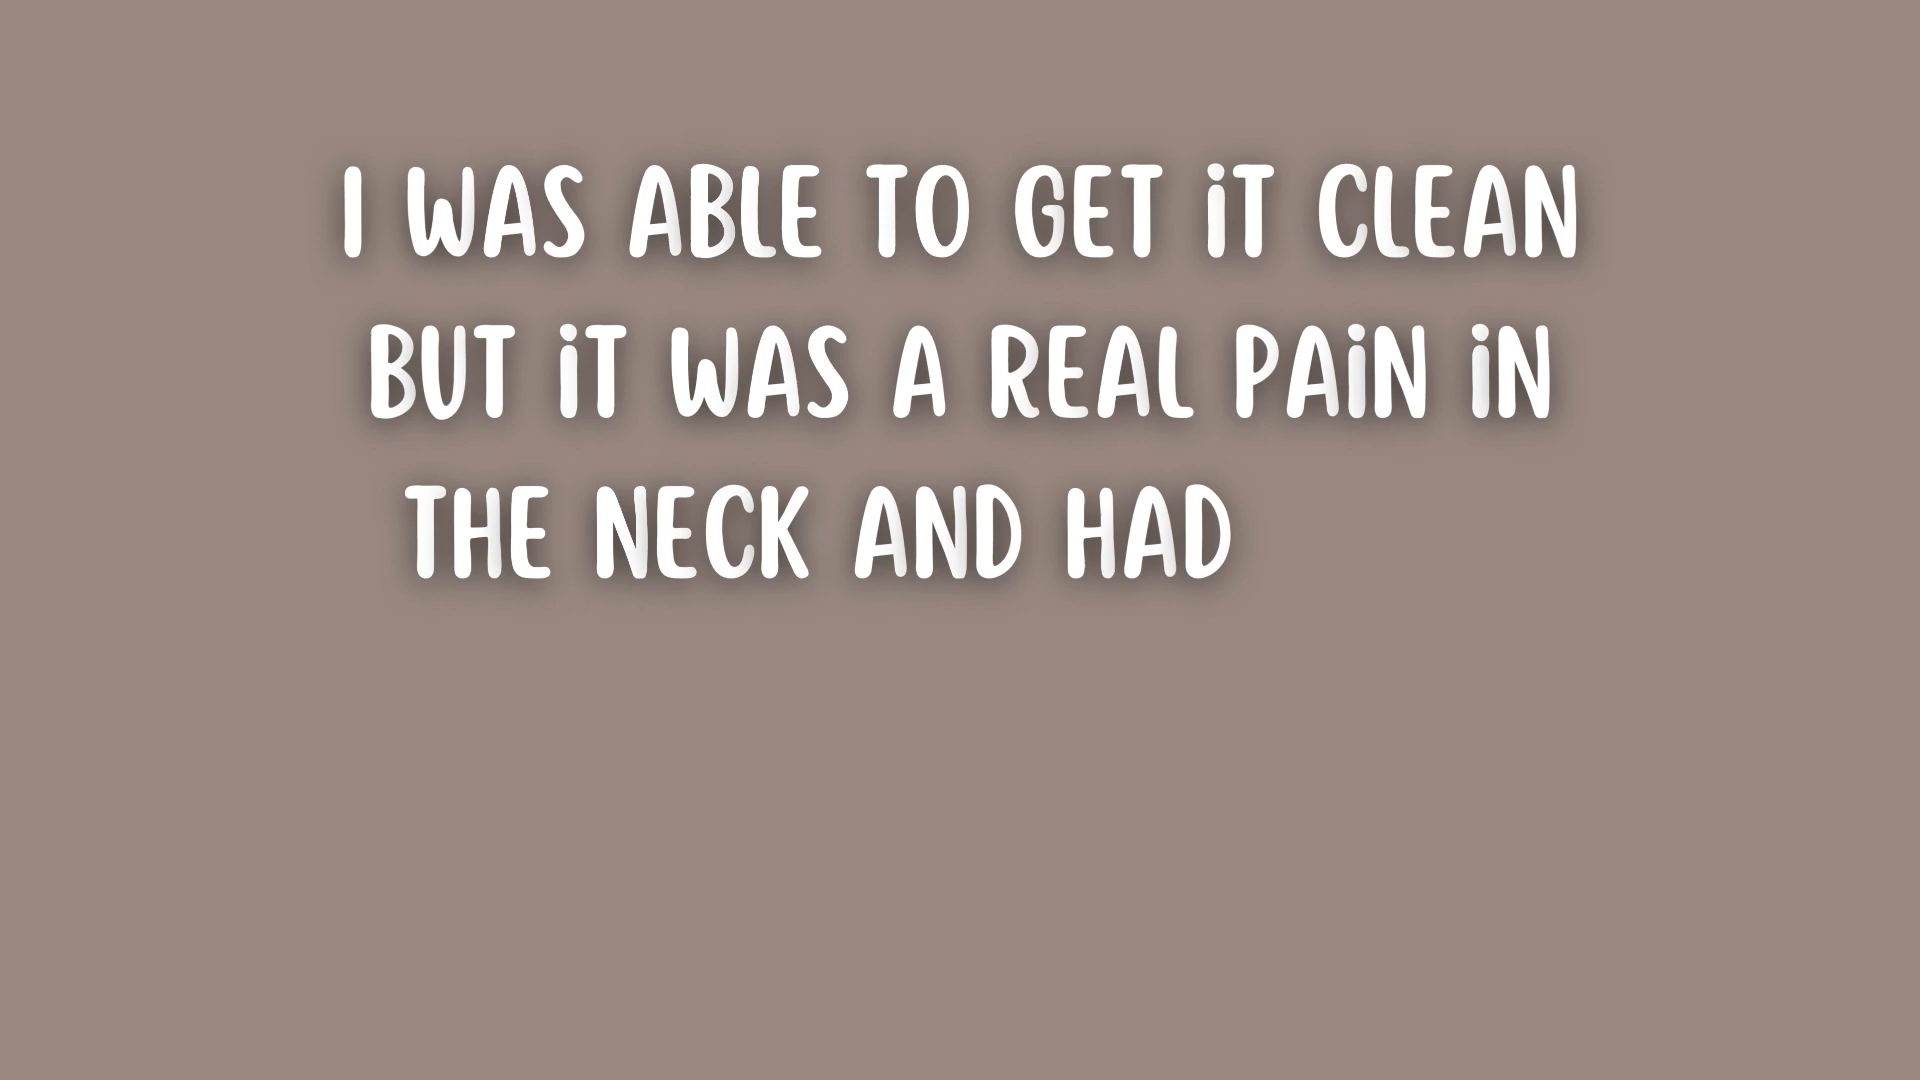 I WAS ABLE TO GET iT CLEAN
BUT iT WAS A REAL PAiN iN
THE NECK AND HAD